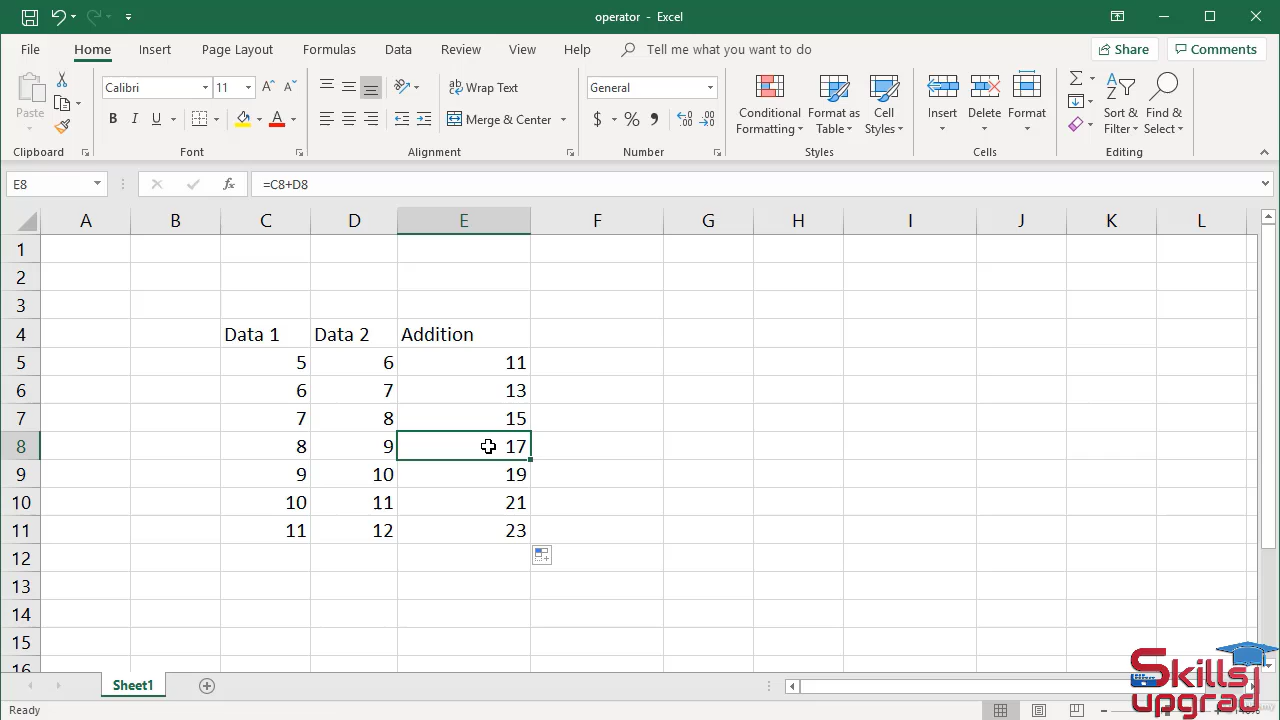 operator - Excel
File Home Insert Page Layout Formulas Data Review View Help Tell me what you want to do Share Comments
Paste
Calibri 11
B I U
Wrap Text
Merge & Center
General
$ %
Conditional Formatting
Format as Table
Cell Styles
Insert
Delete
Format
Sort & Filter
Find & Select
Clipboard Font Alignment Number Styles Cells Editing
E8 fx =C8+D8
A B C D E F G H I J K L
1
2
3
4 Data 1 Data 2 Addition
5 5 6 11
6 6 7 13
7 7 8 15
8 8 9 17
9 9 10 19
10 10 11 21
11 11 12 23
12
13
14
15
16
Sheet1
Ready
Skills
upgrad